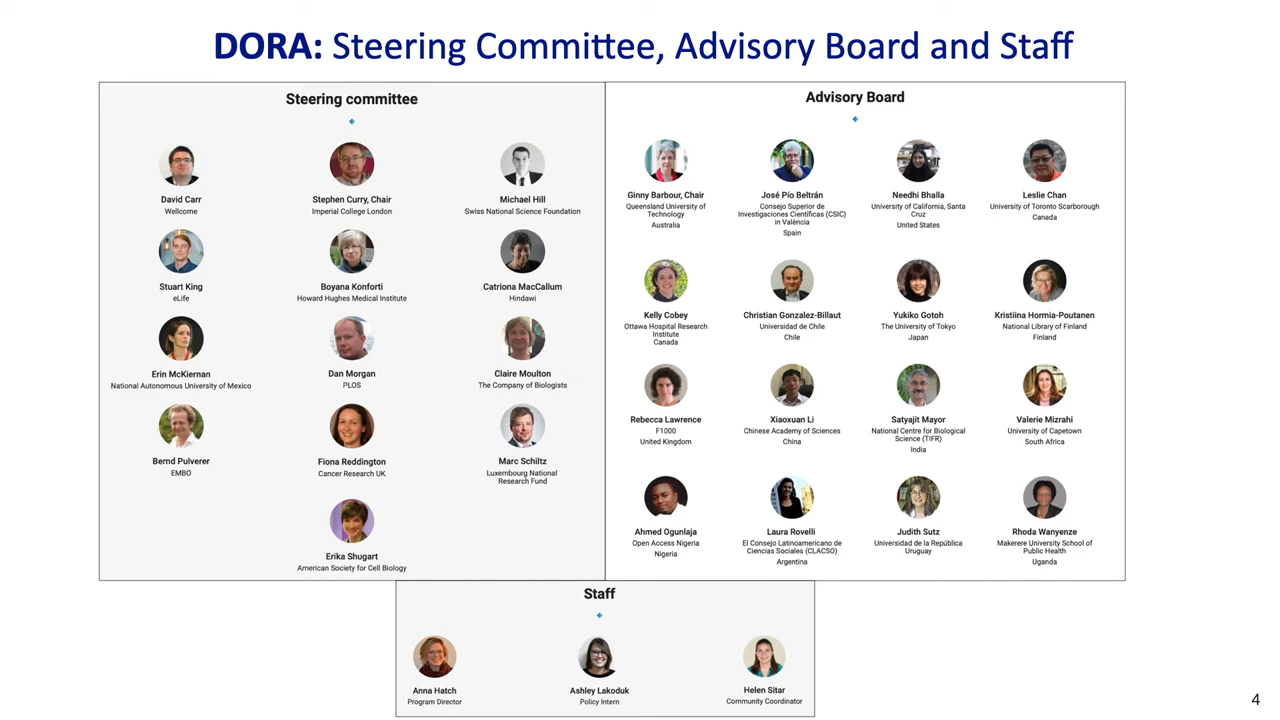 DORA: Steering Committee, Advisory Board and Staff
Steering committee
David Carr
Wellcome
Stephen Curry, Chair
Imperial College London
Michael Hill
Swiss National Science Foundation
Stuart King
eLife
Boyana Konforti
Howard Hughes Medical Institute
Catriona MacCallum
Hindawi
Erin McKiernan
National Autonomous University of Mexico
Dan Morgan
PLOS
Claire Moulton
The Company of Biologists
Bernd Pulverer
EMBO
Fiona Reddington
Cancer Research UK
Marc Schiltz
Luxembourg National
Research Fund
Erika Shugart
American Society for Cell Biology
Advisory Board
Ginny Barbour, Chair
Queensland University of
Technology
Australia
José Pío Beltrán
Consejo Superior de
Investigaciones Científicas (CSIC)
in València
Spain
Needhi Bhalla
University of California, Santa
Cruz
United States
Leslie Chan
University of Toronto Scarborough
Canada
Kelly Cobey
Ottawa Hospital Research
Institute
Canada
Christian Gonzalez-Billaut
Universidad de Chile
Chile
Yukiko Gotoh
The University of Tokyo
Japan
Kristiina Hormia-Poutanen
National Library of Finland
Finland
Rebecca Lawrence
F1000
United Kingdom
Xiaoxuan Li
Chinese Academy of Sciences
China
Satyajit Mayor
National Centre for Biological
Science (TIFR)
India
Valerie Mizrahi
University of Capetown
South Africa
Ahmed Ogunlaja
Open Access Nigeria
Nigeria
Laura Rovelli
El Consejo Latinoamericano de
Ciencias Sociales (CLACSO)
Argentina
Judith Sutz
Universidad de la República
Uruguay
Rhoda Wanyenze
Makerere University School of
Public Health
Uganda
Staff
Anna Hatch
Program Director
Ashley Lakoduk
Policy Intern
Helen Sitar
Community Coordinator
4